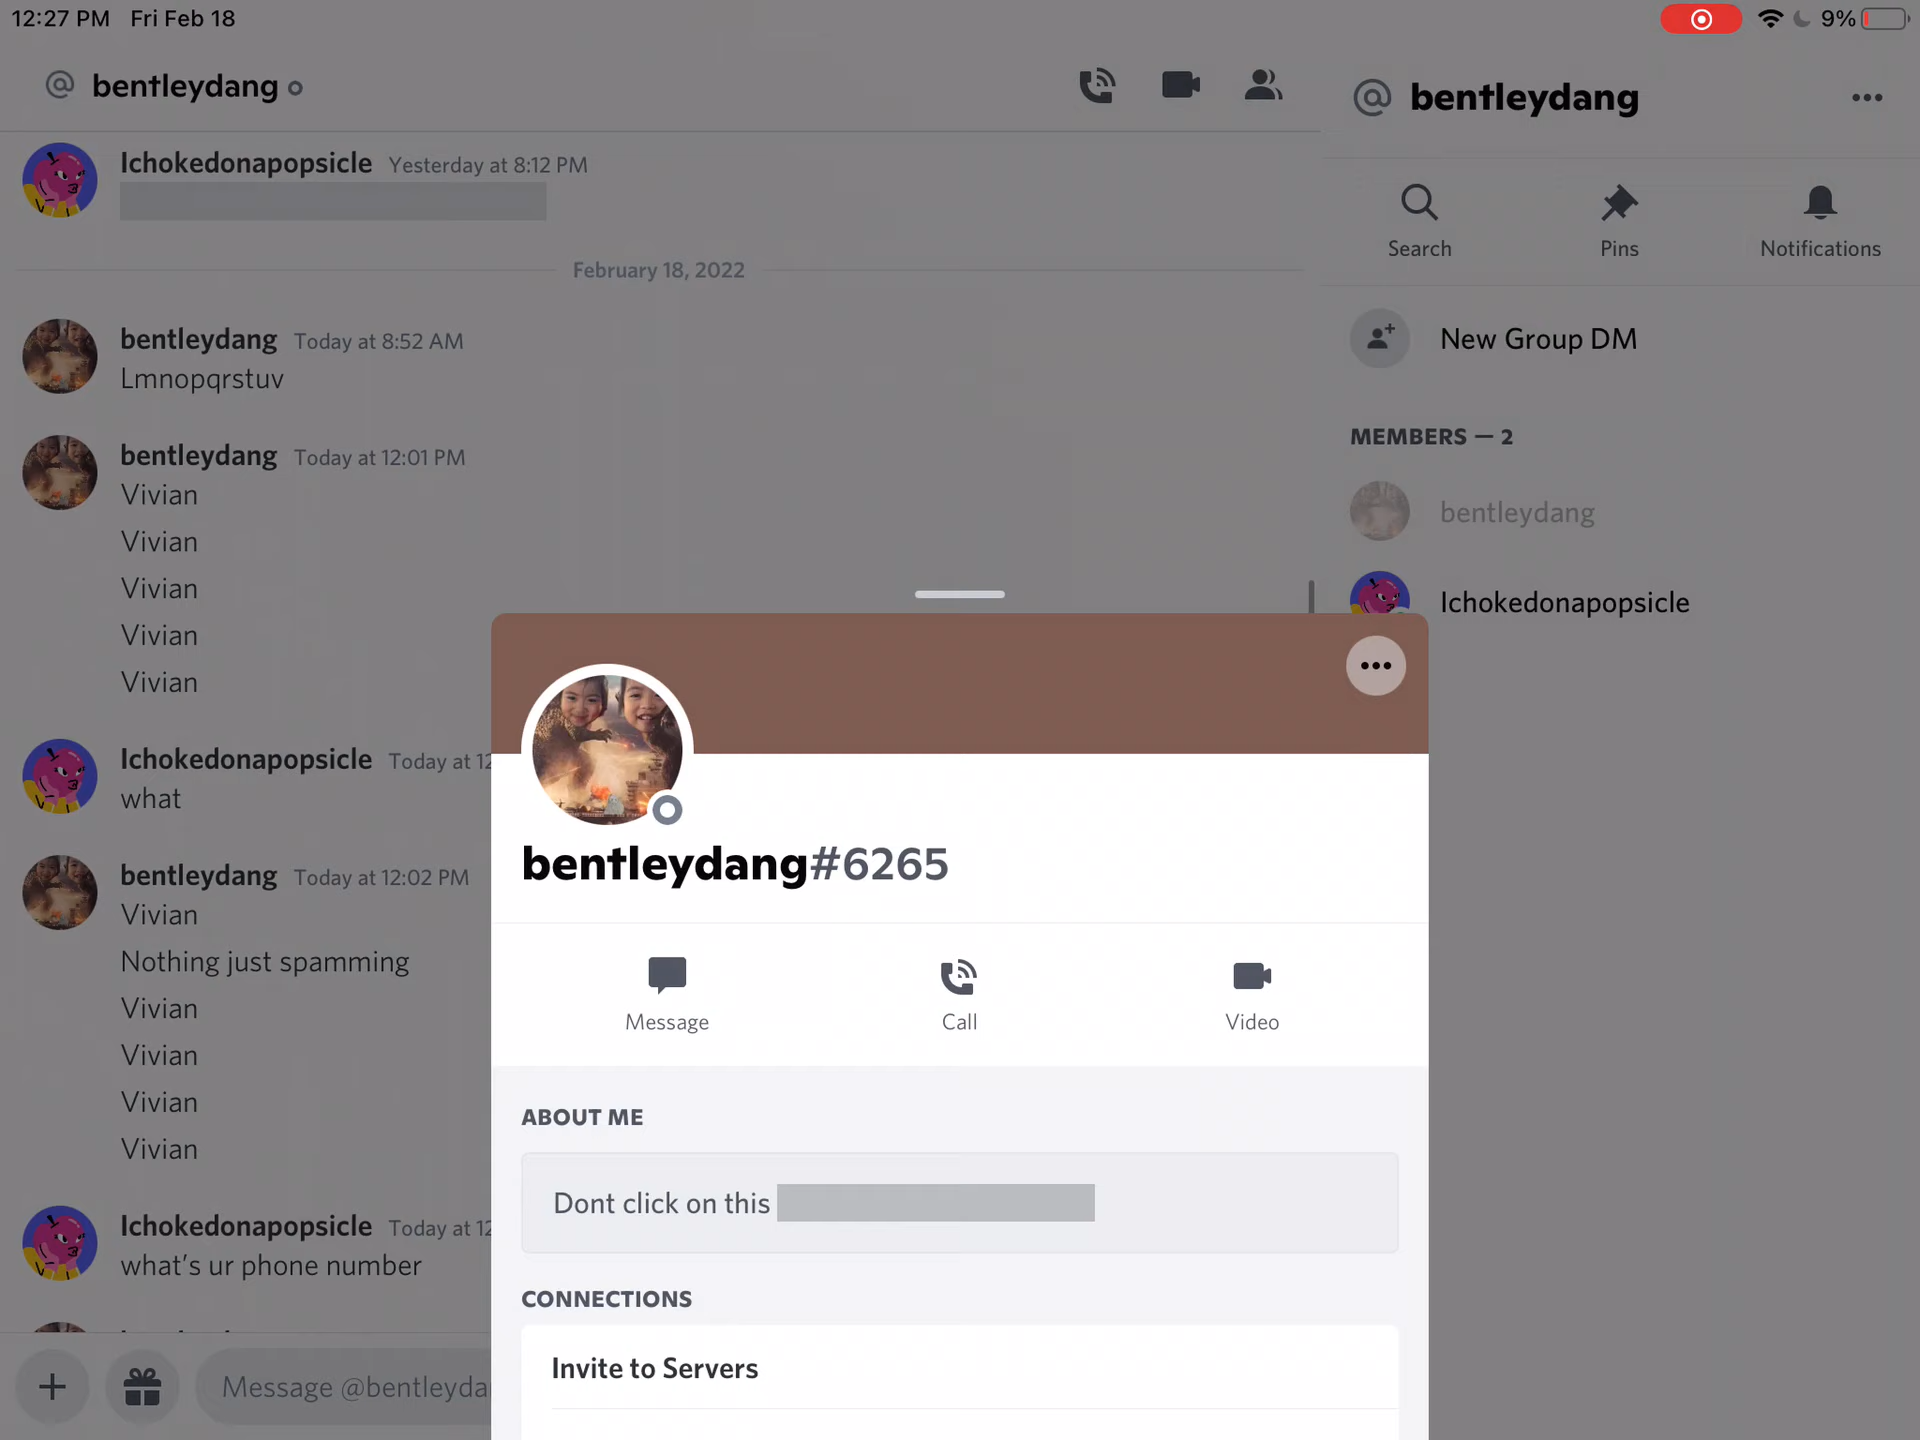 12:27 PM Fri Feb 18
9%
@ bentleydang
Ichokedonapopsicle Yesterday at 8:12 PM
February 18, 2022
bentleydang Today at 8:52 AM
Lmnopqrstuv
bentleydang Today at 12:01 PM
Vivian
Vivian
Vivian
Vivian
Vivian
Ichokedonapopsicle Today at 12
what
bentleydang Today at 12:02 PM
Vivian
Nothing just spamming
Vivian
Vivian
Vivian
Vivian
Ichokedonapopsicle Today at 12
what's ur phone number
Message @bentleyda
@ bentleydang
Search Pins Notifications
New Group DM
MEMBERS — 2
bentleydang
Ichokedonapopsicle
bentleydang#6265
Message Call Video
ABOUT ME
Dont click on this
CONNECTIONS
Invite to Servers